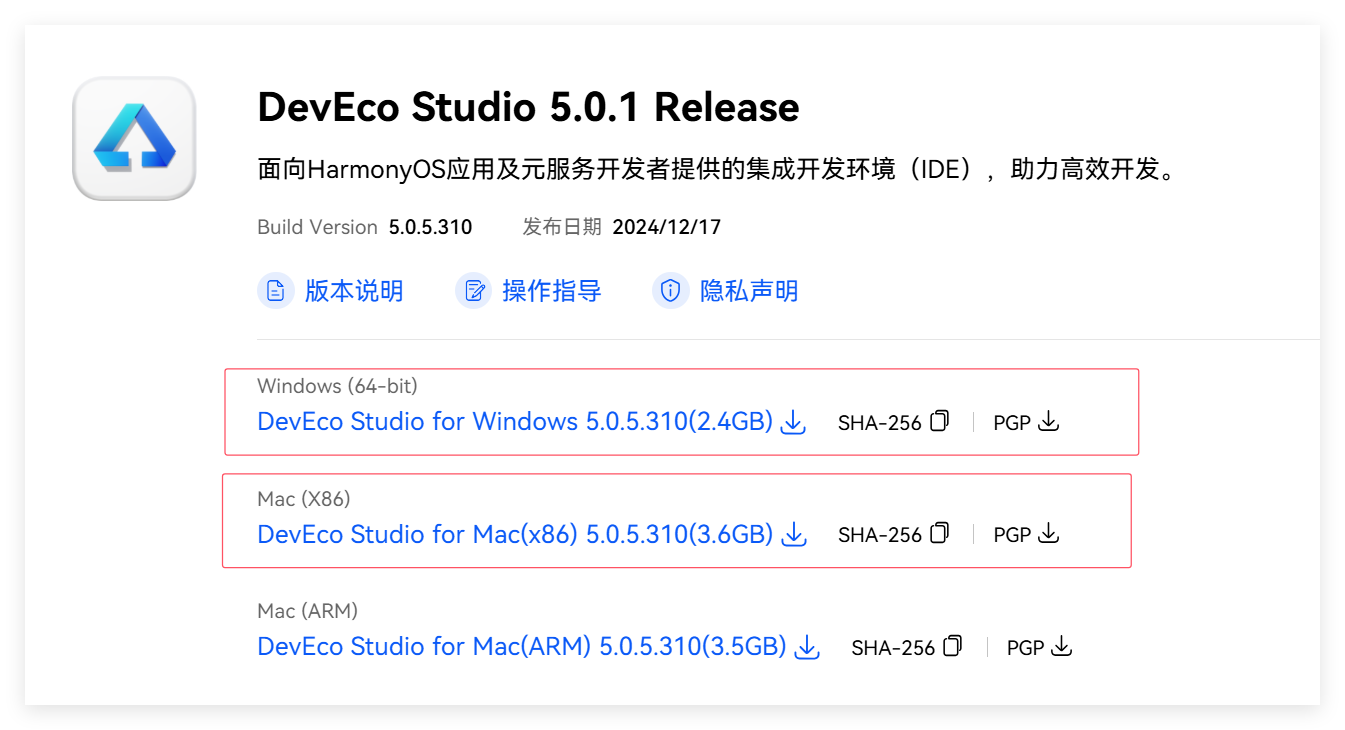 DevEco Studio 5.0.1 Release
面向HarmonyOS应用及元服务开发者提供的集成开发环境（IDE），助力高效开发。
Build Version 5.0.5.310 发布日期 2024/12/17
版本说明 操作指导 隐私声明
Windows (64-bit)
DevEco Studio for Windows 5.0.5.310(2.4GB) SHA-256 PGP
Mac (X86)
DevEco Studio for Mac(x86) 5.0.5.310(3.6GB) SHA-256 PGP
Mac (ARM)
DevEco Studio for Mac(ARM) 5.0.5.310(3.5GB) SHA-256 PGP